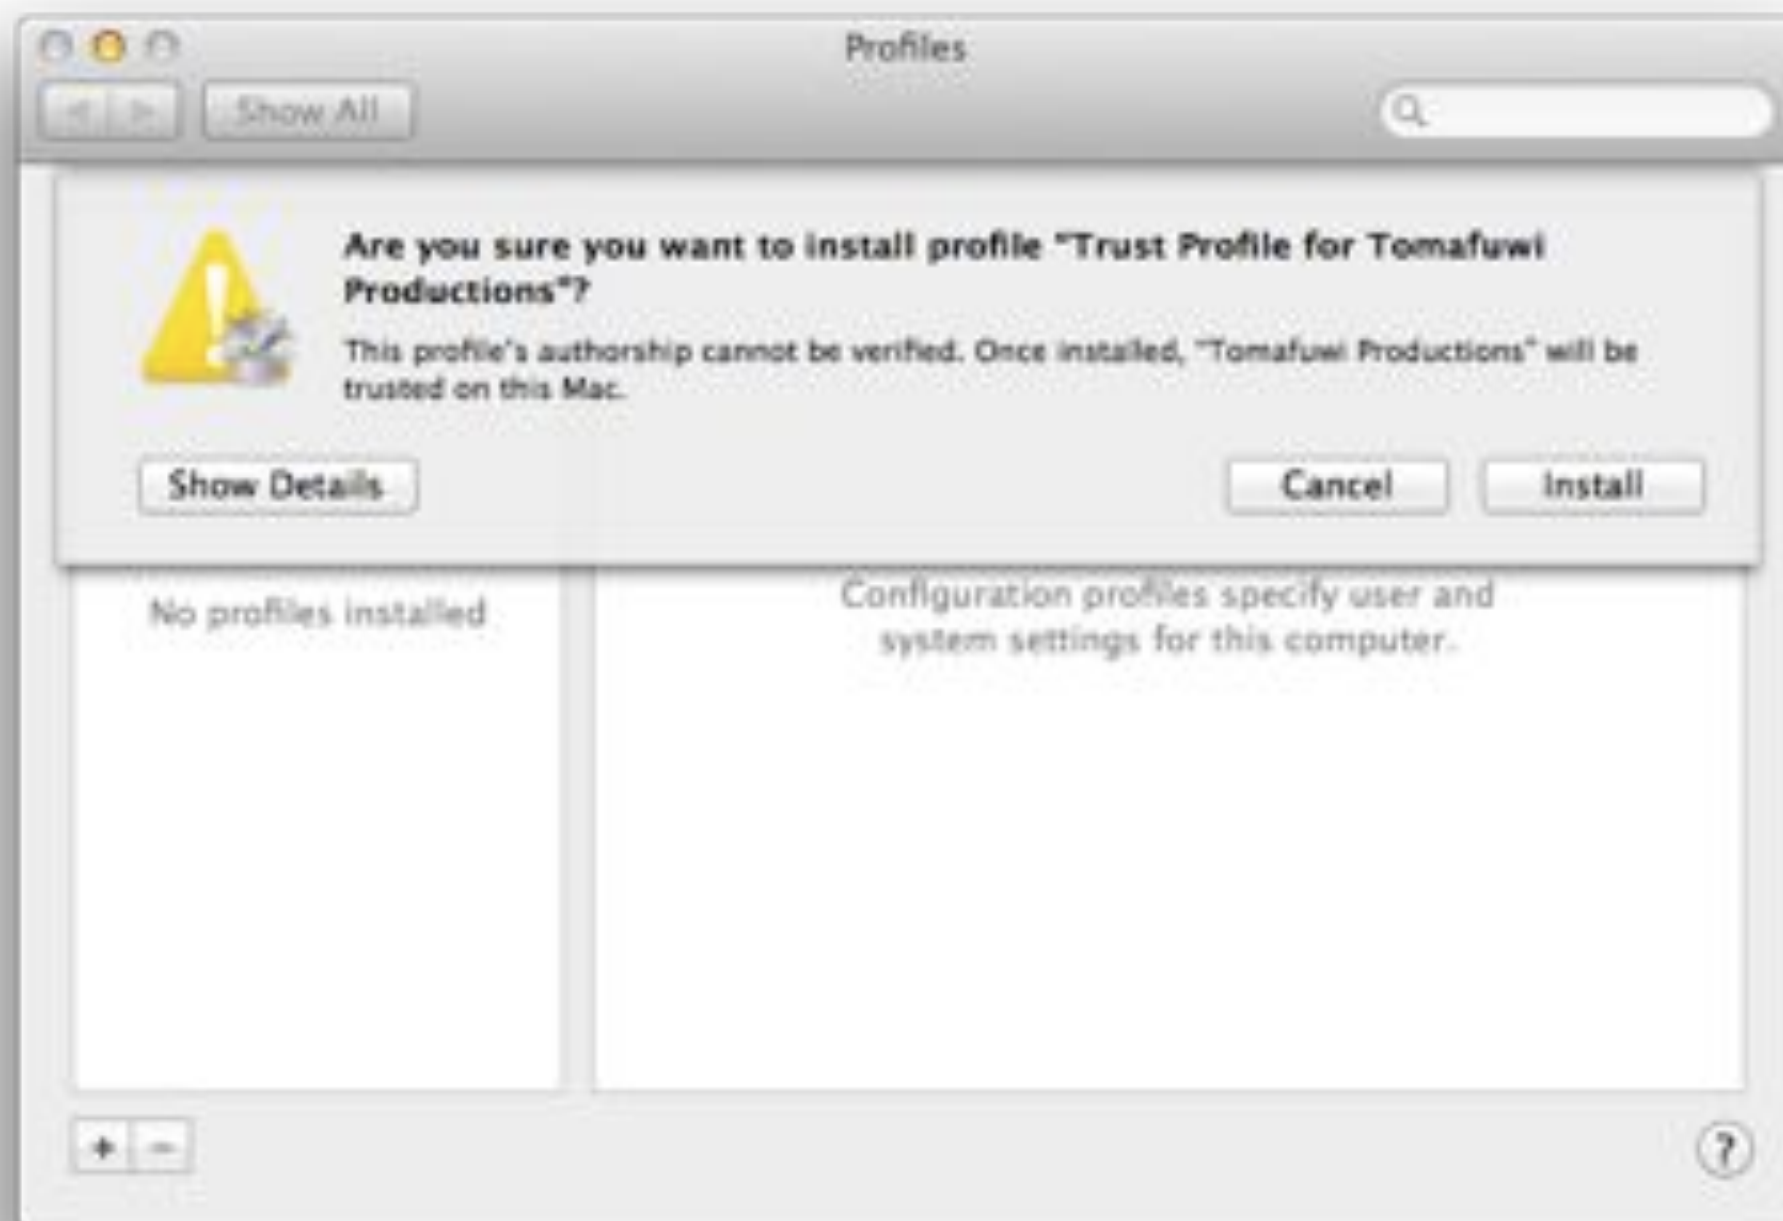 Profiles
Show All
Are you sure you want to install profile "Trust Profile for Tomafuwi
Productions"?
This profile's authorship cannot be verified. Once installed, "Tomafuwi Productions" will be
trusted on this Mac.
Show Details
Cancel
Install
No profiles installed
Configuration profiles specify user and
system settings for this computer.
+ −
?